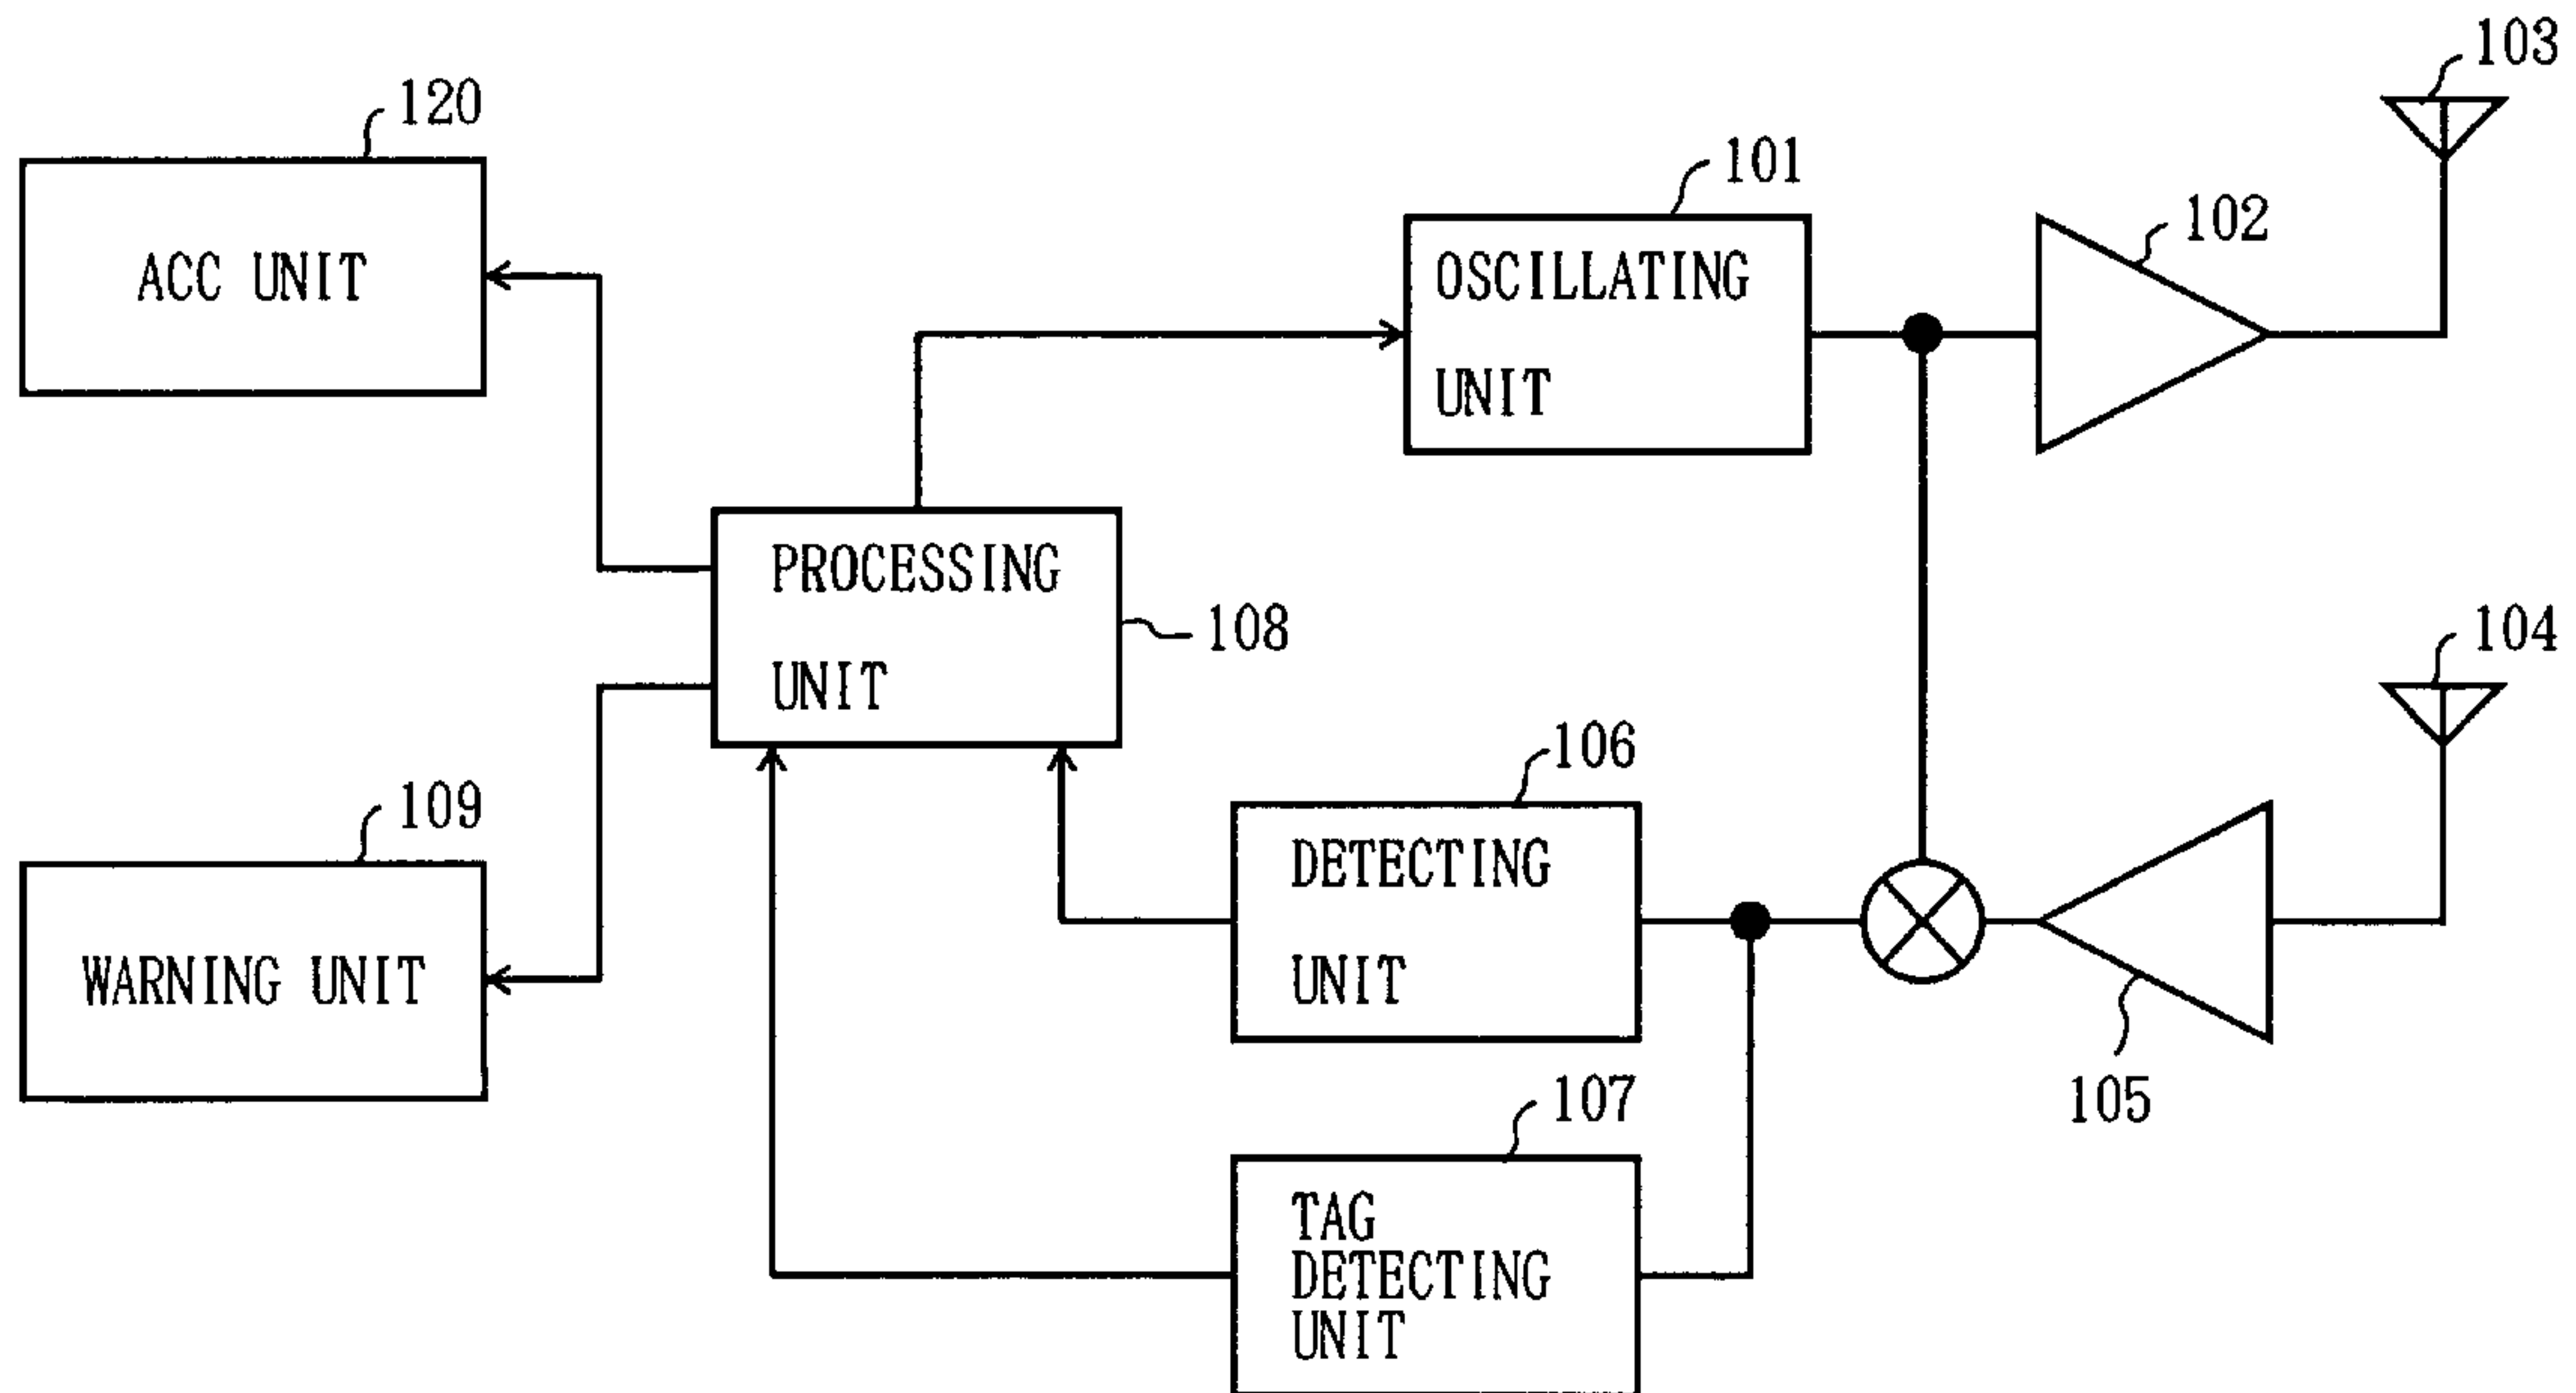 103
120
101
102
ACC UNIT
OSCILLATING
UNIT
PROCESSING
UNIT
108
104
106
109
DETECTING
UNIT
WARNING UNIT
105
107
TAG
DETECTING
UNIT